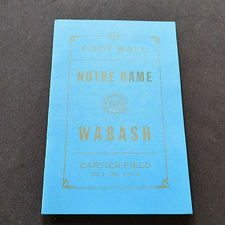 FOOT BALL
NOTRE DAME
WABASH
CARTIER FIELD